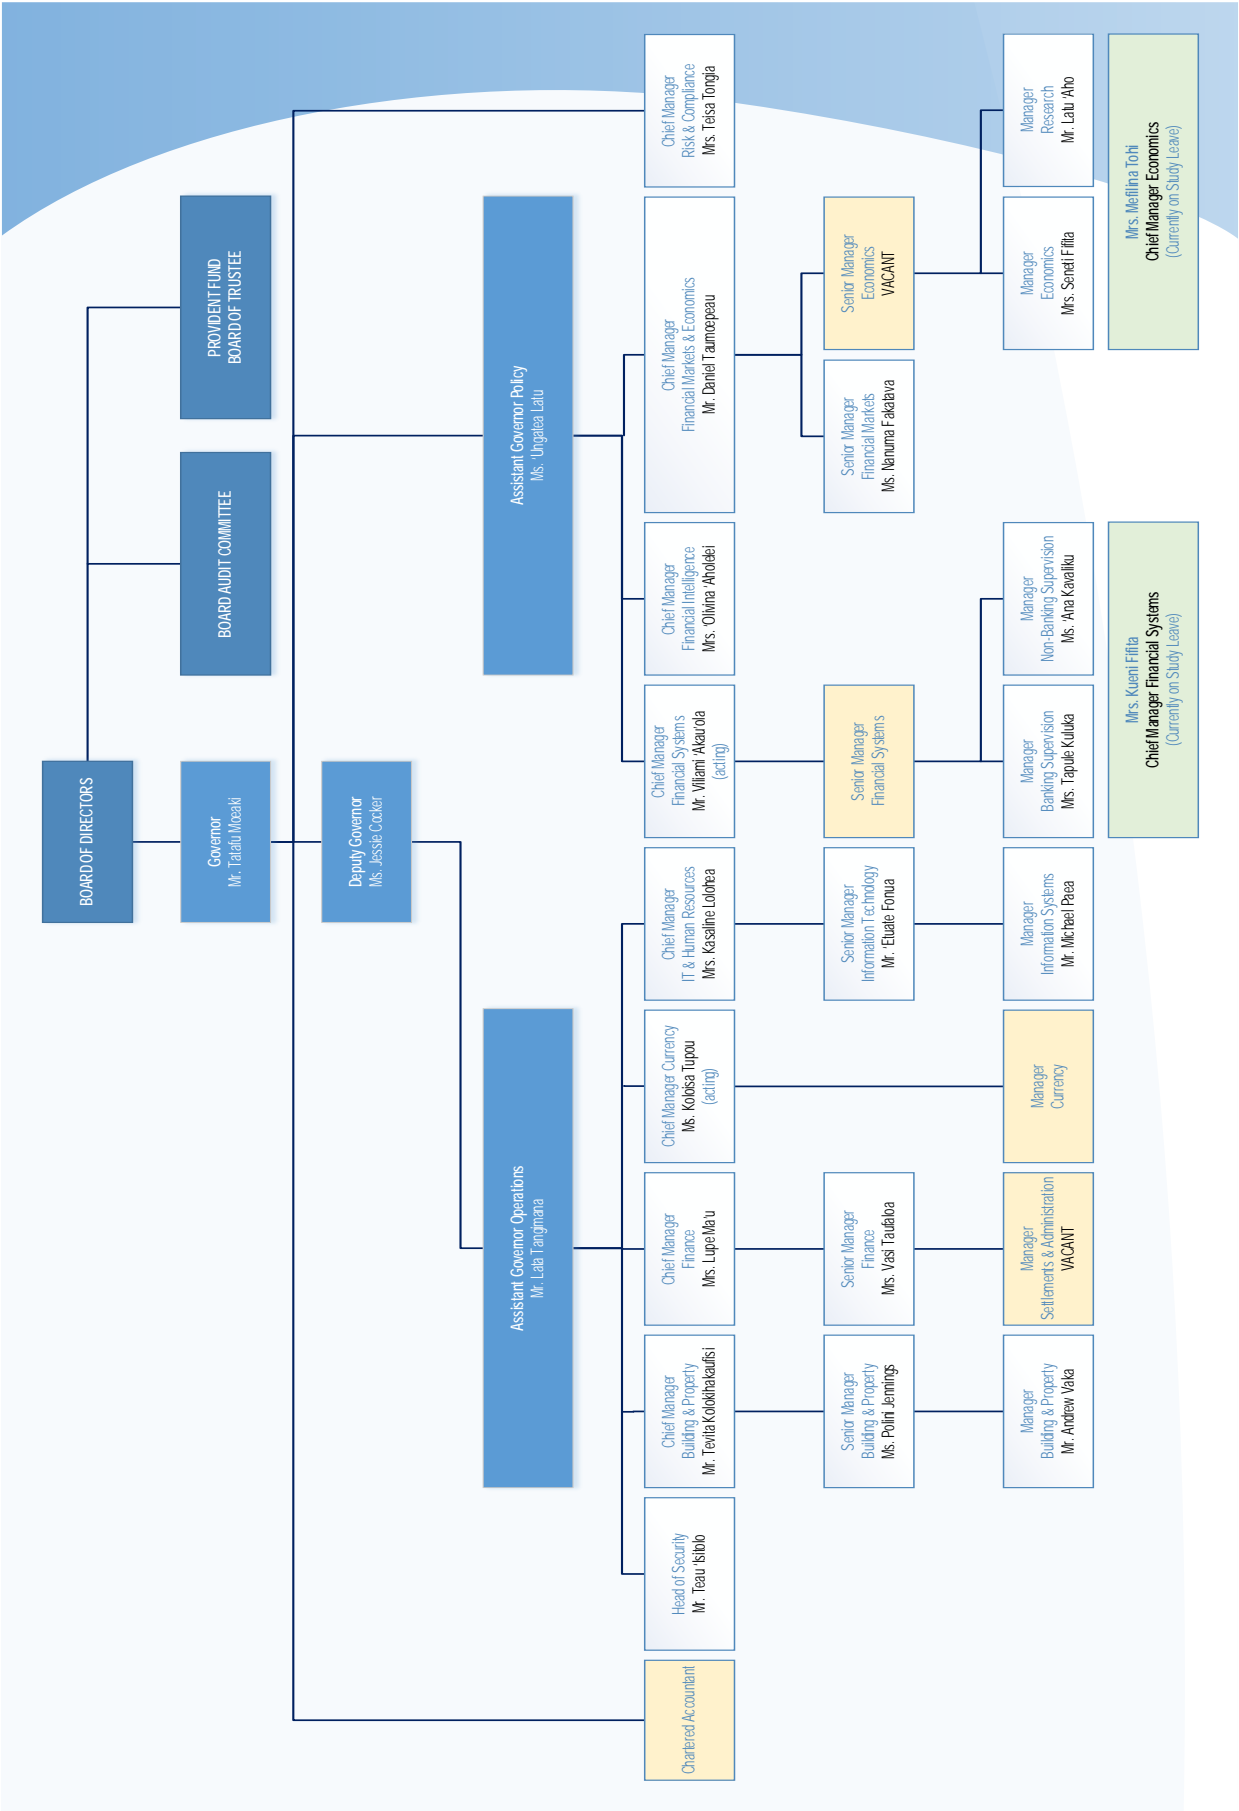 BOARD OF DIRECTORS
BOARD AUDIT COMMITTEE
PROVIDENT FUND
BOARD OF TRUSTEE
Governor
Mr. Tatafu Moeaki
Deputy Governor
Ms. Jessie Cocker
Assistant Governor Operations
Mr. Lata Tangimana
Assistant Governor Policy
Ms. 'Ungatea Latu
Chartered Accountant
Head of Security
Mr. Teau 'Isitolo
Chief Manager
Building & Property
Mr. Tevita Kolokihakaufisi
Chief Manager
Finance
Mrs. Lupe Ma'u
Chief Manager Currency
Ms. Koloisa Tupou
(acting)
Chief Manager
IT & Human Resources
Mrs. Kasaline Lolohea
Chief Manager
Financial Systems
Mr. Viliami 'Akau'ola
(acting)
Chief Manager
Financial Intelligence
Mrs. 'Olivina 'Aholelei
Chief Manager
Financial Markets & Economics
Mr. Daniel Taumoepeau
Chief Manager
Risk & Compliance
Mrs. Teisa Tongia
Senior Manager
Building & Property
Ms. Polini Jennings
Senior Manager
Finance
Mrs. Vasi Taufaloa
Senior Manager
Information Technology
Mr. 'Etuate Fonua
Senior Manager
Financial Systems
Senior Manager
Financial Markets
Ms. Nanuma Fakatava
Senior Manager
Economics
VACANT
Manager
Building & Property
Mr. Andrew Vaka
Manager
Settlements & Administration
VACANT
Manager
Currency
Manager
Information Systems
Mr. Michael Paea
Manager
Banking Supervision
Mrs. Tapule Kuluka
Manager
Non-Banking Supervision
Ms. 'Ana Kavaliku
Manager
Economics
Mrs. Seneti Fifita
Manager
Research
Mr. Latu 'Aho
Mrs. Kueni Fifita
Chief Manager Financial Systems
(Currently on Study Leave)
Mrs. Mefilina Tohi
Chief Manager Economics
(Currently on Study Leave)